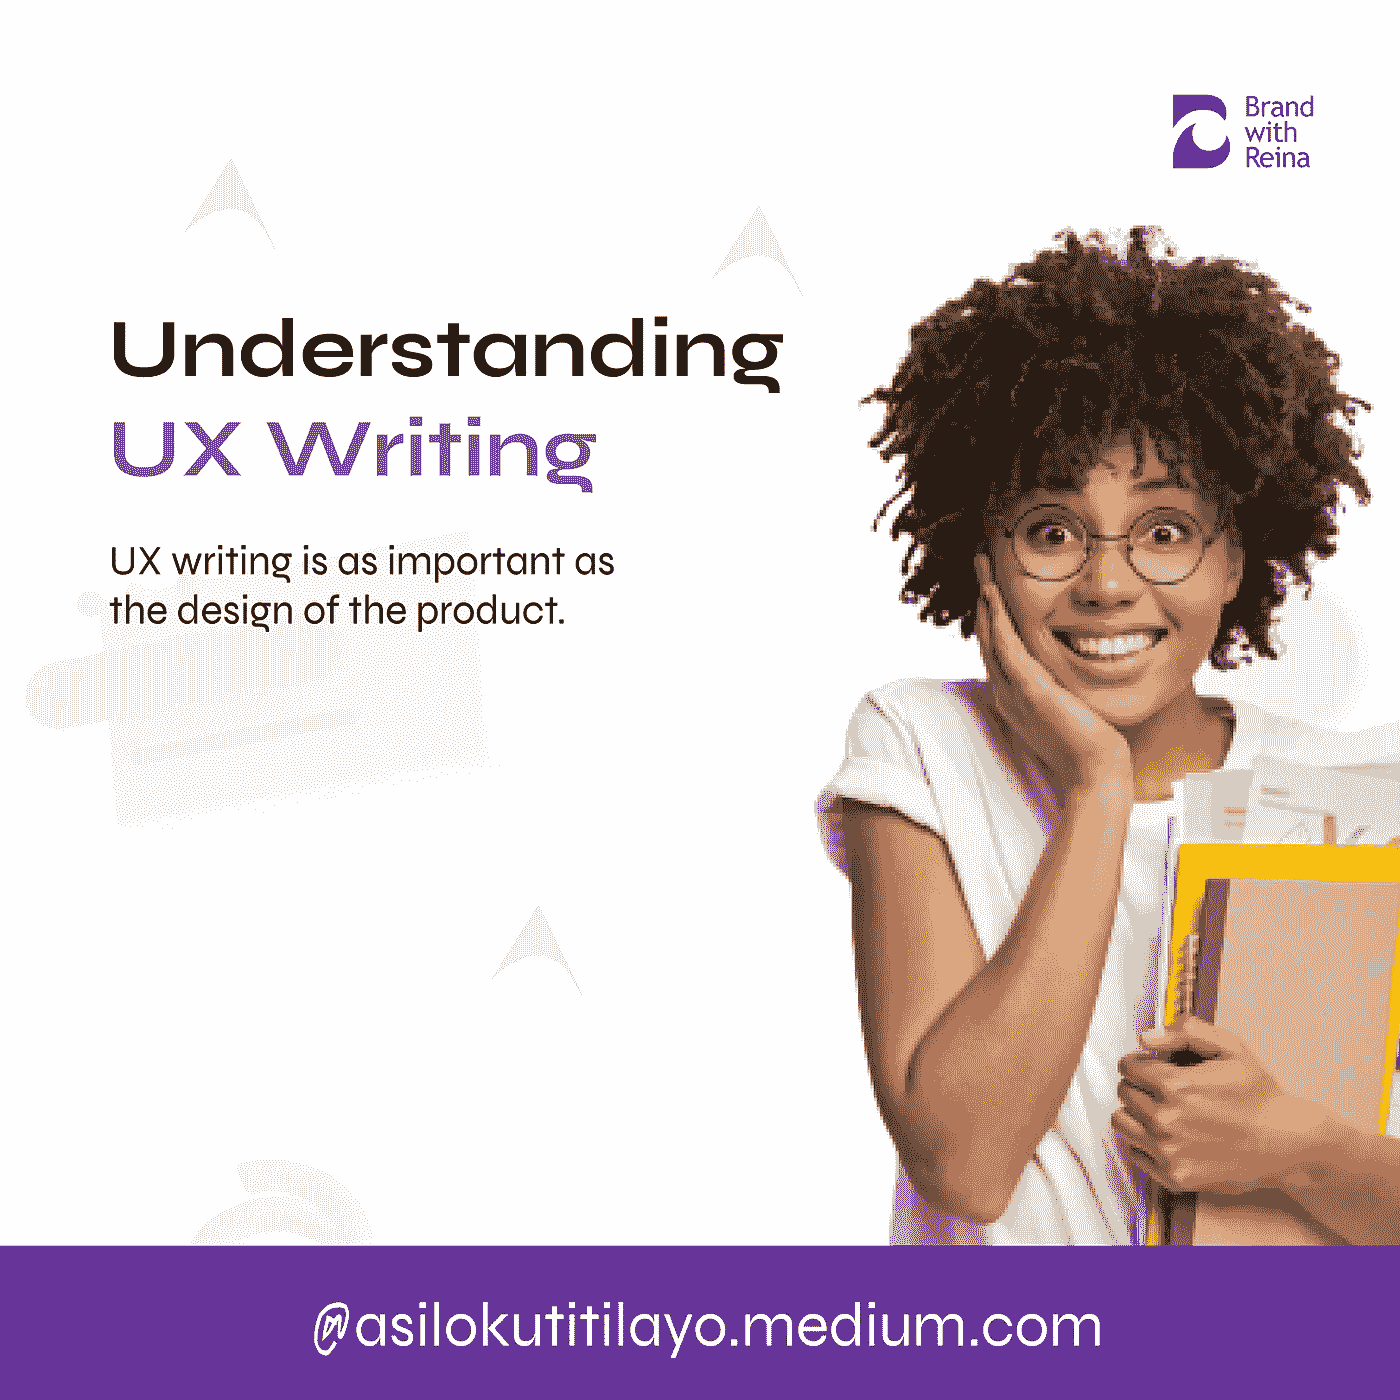 Brand
with
Reina
Understanding
UX Writing
UX writing is as important as
the design of the product.
@asilokutitilayo.medium.com